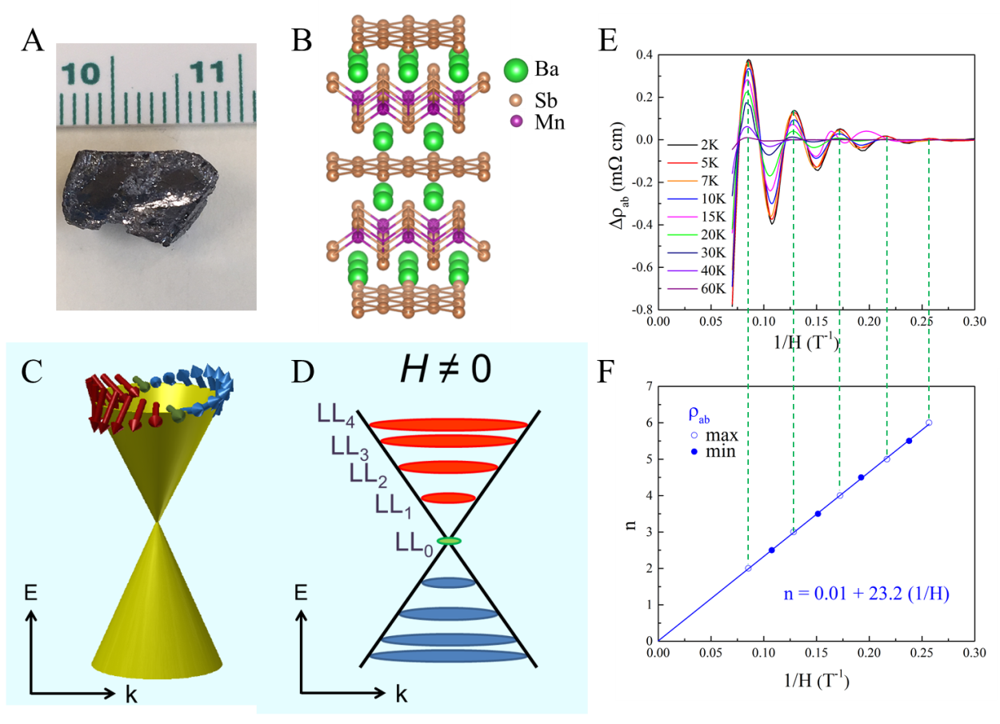 A
10 11
B
Ba
Sb
Mn
C
E
k
D
H ≠ 0
LL4
LL3
LL2
LL1
LL0
E
k
E
0.4
0.2
0.0
-0.2
-0.4
-0.6
-0.8
Δρab (mΩ cm)
2K
5K
7K
10K
15K
20K
30K
40K
60K
0.00 0.05 0.10 0.15 0.20 0.25 0.30
1/H (T-1)
F
7
6
5
4
3
2
1
0
n
ρab
max
min
n = 0.01 + 23.2 (1/H)
0.00 0.05 0.10 0.15 0.20 0.25 0.30
1/H (T-1)